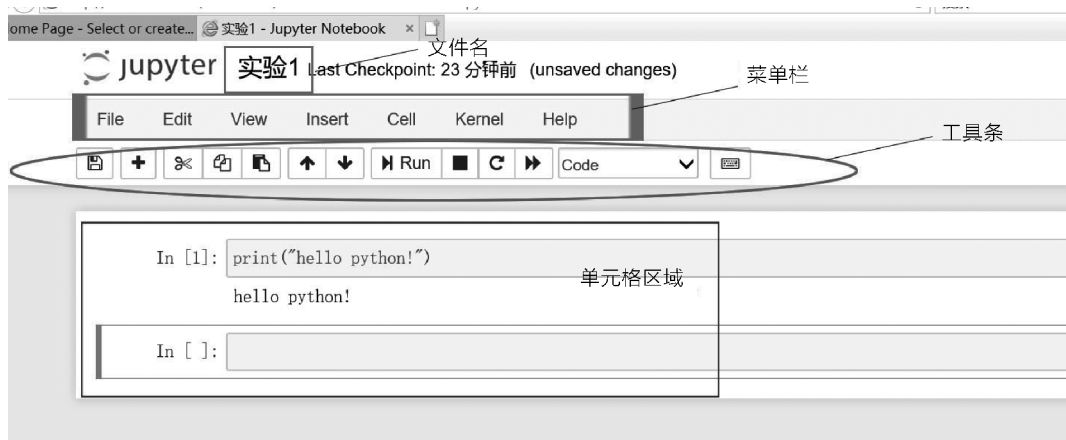 ome Page - Select or create... 实验1 - Jupyter Notebook
文件名
jupyter 实验1 Last Checkpoint: 23 分钟前 (unsaved changes)
菜单栏
File Edit View Insert Cell Kernel Help
工具条
Run Code
In [1]: print("hello python!")
单元格区域
hello python!
In [ ]: